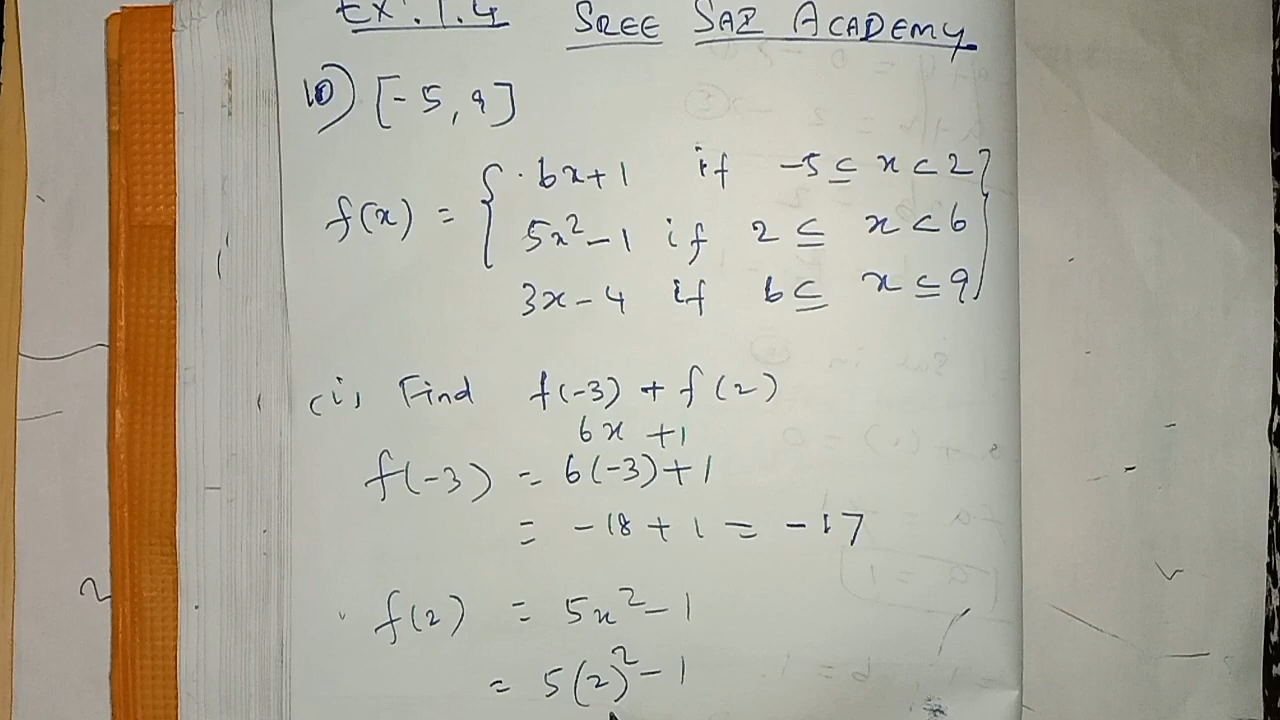 Ex. 1.4 SREE SAI ACADEMY
10) [-5, 9]
f(x) = { 6x+1 if -5 ≤ x < 2
5x²-1 if 2 ≤ x < 6
3x-4 if 6 ≤ x ≤ 9 }
(i) Find f(-3) + f(2)
6x +1
f(-3) = 6(-3)+1
= -18 + 1 = -17
f(2) = 5x²-1
= 5(2)²-1